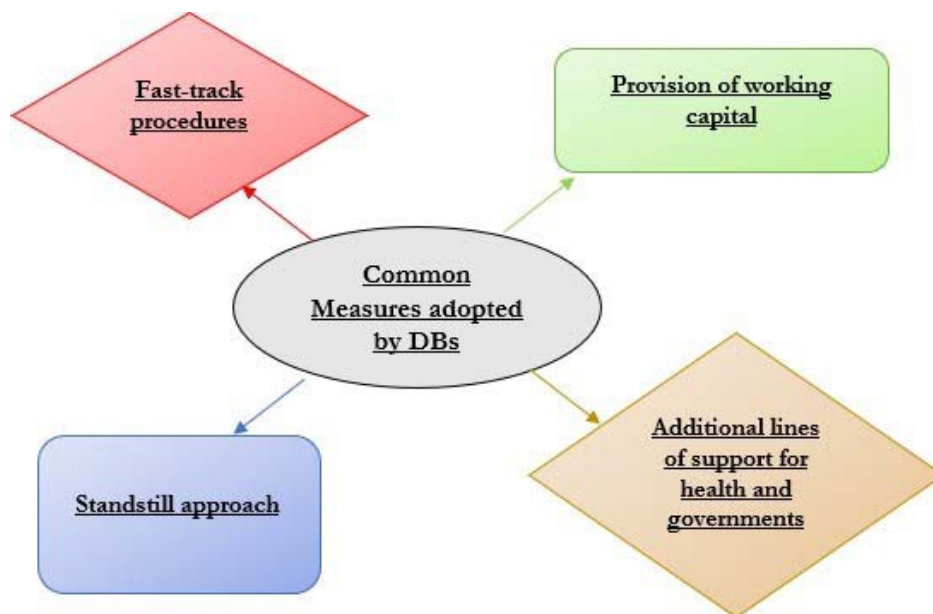 Fast-track
procedures
Provision of working
capital
Common
Measures adopted
by DBs
Standstill approach
Additional lines
of support for
health and
governments